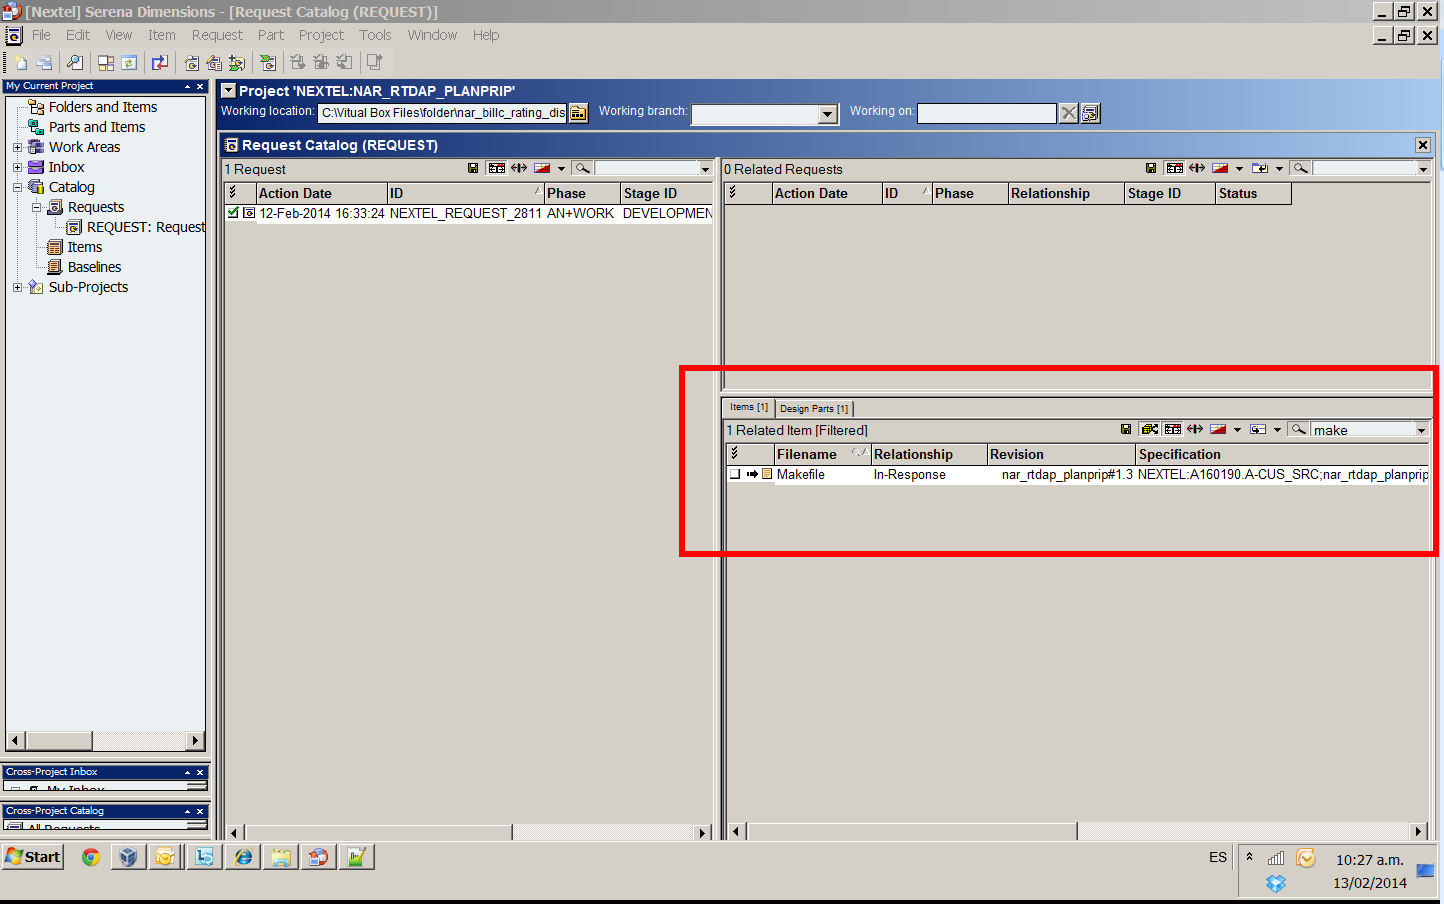 [Nextel] Serena Dimensions - [Request Catalog (REQUEST)]
File Edit View Item Request Part Project Tools Window Help
My Current Project
Folders and Items
Parts and Items
Work Areas
Inbox
Catalog
Requests
REQUEST: Request
Items
Baselines
Sub-Projects
Cross-Project Inbox
My Inbox
Cross-Project Catalog
All Requests
Project 'NEXTEL:NAR_RTDAP_PLANPRIP'
Working location: C:\Vitual Box Files\folder\nar_billc_rating_dis Working branch: Working on:
Request Catalog (REQUEST)
1 Request
Action Date ID Phase Stage ID
12-Feb-2014 16:33:24 NEXTEL_REQUEST_2811 AN+WORK DEVELOPMEN
0 Related Requests
Action Date ID Phase Relationship Stage ID Status
Items [1] Design Parts [1]
1 Related Item [Filtered] make
Filename Relationship Revision Specification
Makefile In-Response nar_rtdap_planprip#1.3 NEXTEL:A160190.A-CUS_SRC;nar_rtdap_planprip
Start ES 10:27 a.m.
13/02/2014